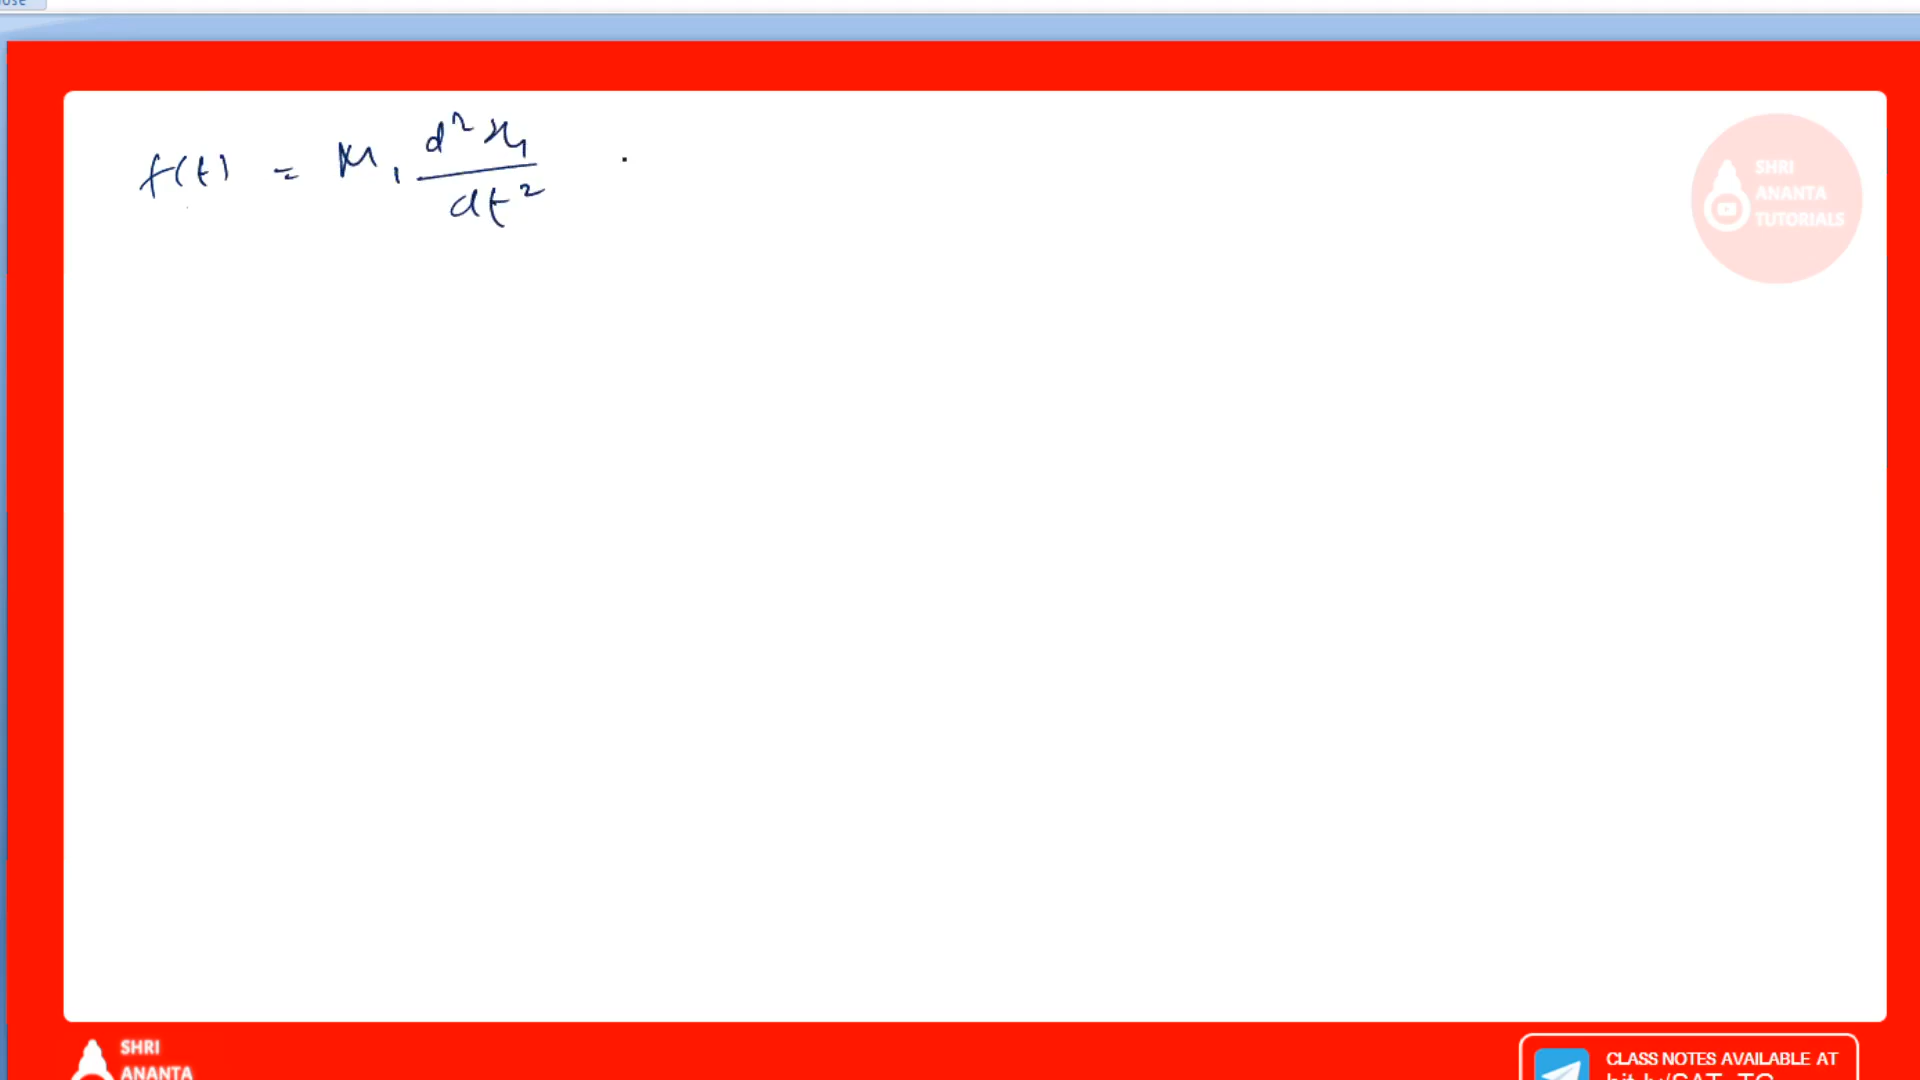 f(t) = M₁ d²x₁/dt²
SHRI
ANANTA
TUTORIALS
SHRI
ANANTA
CLASS NOTES AVAILABLE AT